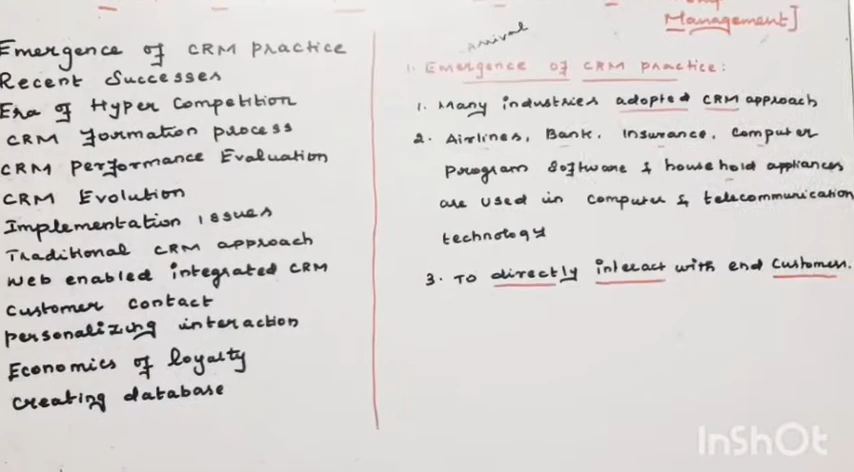 Management]
Emergence of CRM practice
Recent Successes
Era of Hyper Competition
CRM Formation process
CRM performance Evaluation
CRM Evolution
Implementation issues
Traditional CRM approach
Web enabled integrated CRM
Customer contact
personalizing interaction
Economics of loyalty
Creating database
Arrival
1. Emergence of CRM practice:
1. Many industries adopted CRM approach
2. Airlines, Bank, Insurance, Computer
program Software & household appliances
are used in computer & telecommunication
technology
3. To directly interact with end Customers.
InShOt